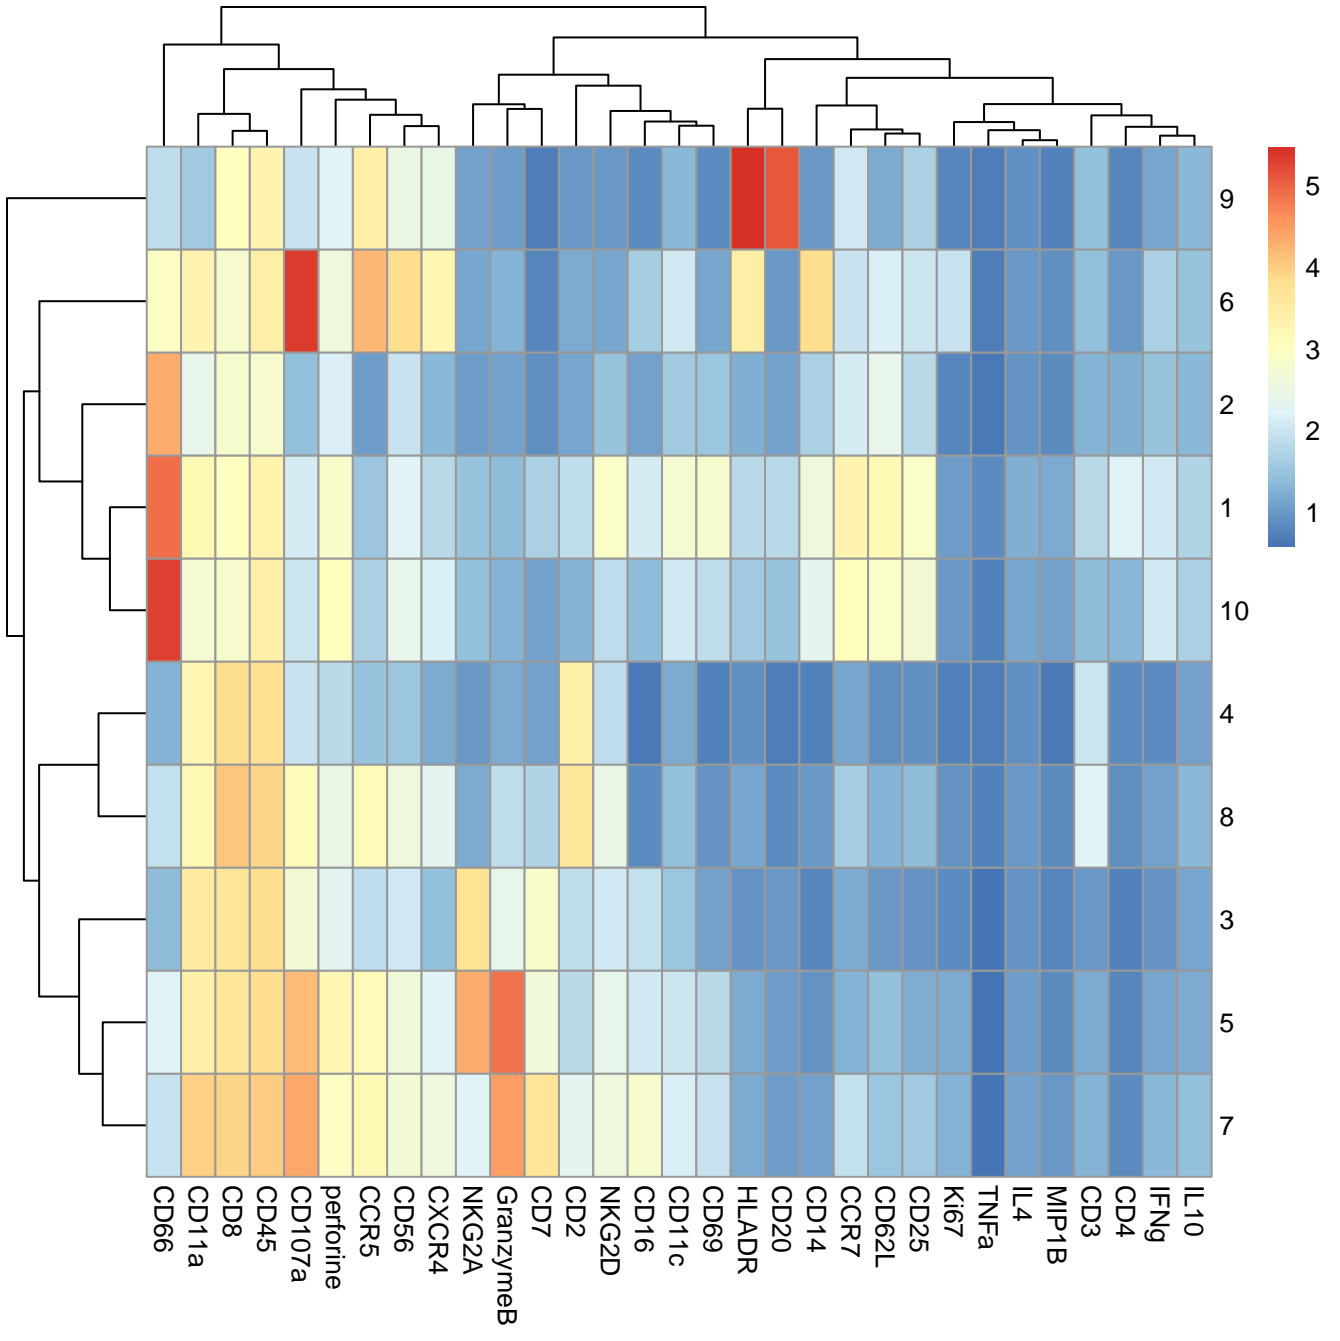 9
6
2
1
10
4
8
3
5
7
5
4
3
2
1
CD66
CD11a
CD8
CD45
CD107a
perforine
CCR5
CD56
CXCR4
NKG2A
GranzymeB
CD7
CD2
NKG2D
CD16
CD11c
CD69
HLADR
CD20
CD14
CCR7
CD62L
CD25
Ki67
TNFa
IL4
MIP1B
CD3
CD4
IFNg
IL10